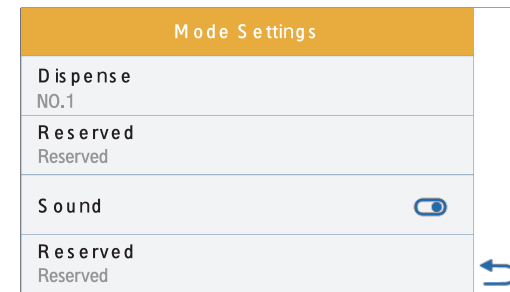 Mode Settings
Dispense
NO.1
Reserved
Reserved
Sound
Reserved
Reserved